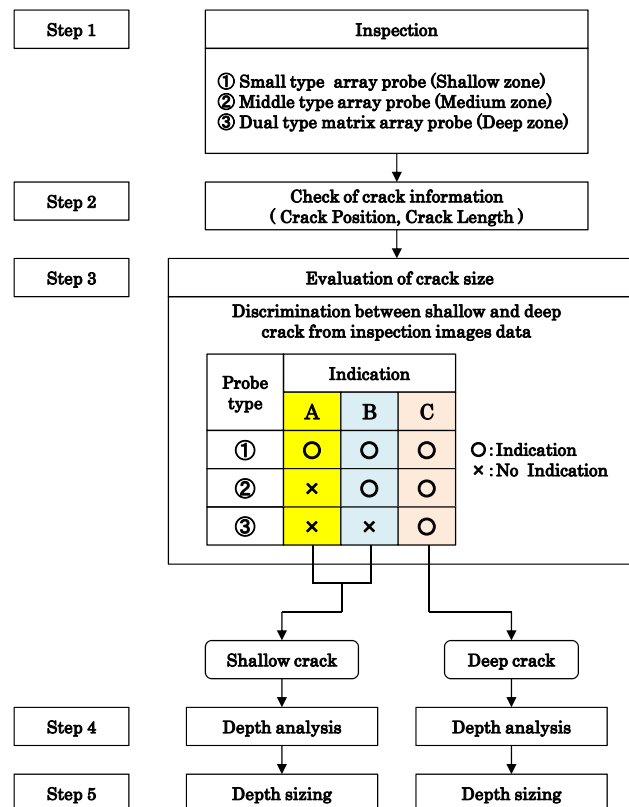 Step 1
Inspection
① Small type array probe (Shallow zone)
② Middle type array probe (Medium zone)
③ Dual type matrix array probe (Deep zone)
Step 2
Check of crack information
( Crack Position, Crack Length )
Step 3
Evaluation of crack size
Discrimination between shallow and deep
crack from inspection images data
Probe
type
Indication
A B C
① ○ ○ ○
② × ○ ○
③ × × ○
○ : Indication
× : No Indication
Shallow crack
Deep crack
Step 4
Depth analysis
Depth analysis
Step 5
Depth sizing
Depth sizing